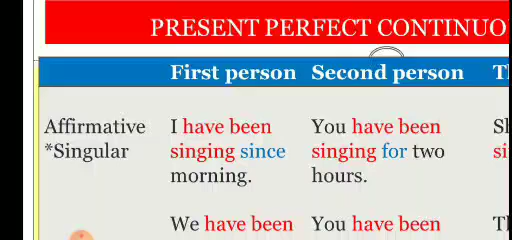 PRESENT PERFECT CONTINUO
First person Second person
Affirmative I have been You have been
*Singular singing since singing for two
morning. hours.
We have been You have been